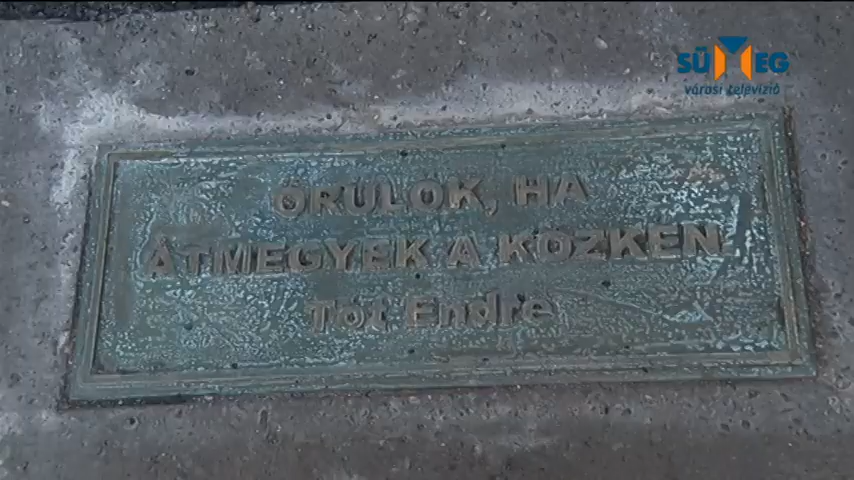 SÜMEG
városi televízió
ÖRÜLÖK, HA
ÁTMEGYEK A KÖZKEN
Tót Endre